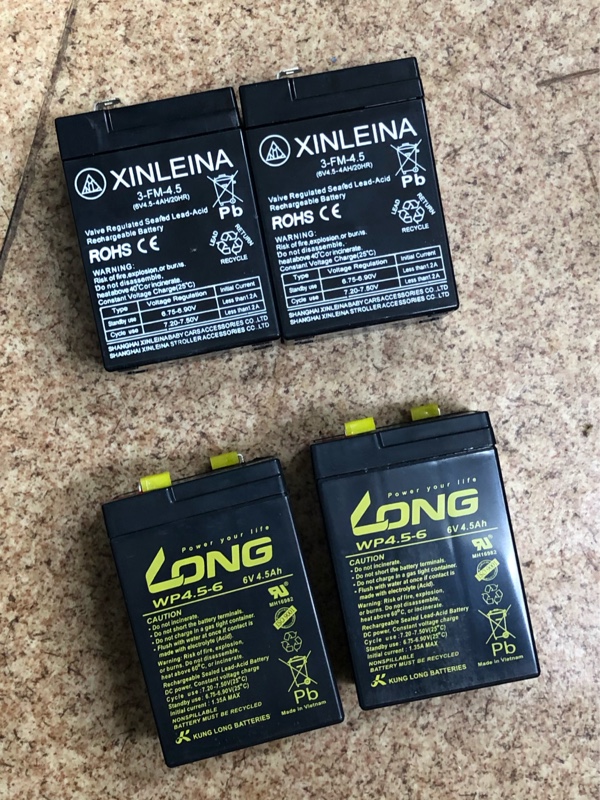 XINLEINA
3-FM-4.5
(6V4.5-4AH/20HR)
Valve Regulated Sealed Lead-Acid
Rechargeable Battery
Pb
ROHS CE
LEAD RETURN
RECYCLE
WARNING:
Risk of fire,explosion, or burns.
Do not disassemble,
heat above 40°C or incinerate.
Constant Voltage Charge(25°C)
Type Voltage Regulation Initial Current
Standby use 6.75-6.90V Less than1.2A
Cycle use 7.20-7.50V Less than1.2A
SHANGHAI XINLEINA BABY CARS ACCESSORIES CO .,LTD
SHANGHAI XINLEINA STROLLER ACCESSORIES CO .,LTD
XINLEINA
3-FM-4.5
(6V4.5-4AH/20HR)
Valve Regulated Sealed Lead-Acid
Rechargeable Battery
Pb
ROHS CE
LEAD RETURN
RECYCLE
WARNING:
Risk of fire,explosion, or burns.
Do not disassemble,
heat above 40°C or incinerate.
Constant Voltage Charge(25°C)
Type Voltage Regulation Initial Current
Standby use 6.75-6.90V Less than1.2A
Cycle use 7.20-7.50V Less than1.2A
SHANGHAI XINLEINA BABY CARS ACCESSORIES CO .,LTD
SHANGHAI XINLEINA STROLLER ACCESSORIES CO .,LTD
Power your life
LONG
WP4.5-6 6V 4.5Ah
CAUTION
• Do not incinerate.
• Do not short the battery terminals.
• Do not charge in a gas tight container.
• Flush with water at once if contact is
made with electrolyte (Acid).
Warning: Risk of fire, explosion,
or burns. Do not disassemble,
heat above 60°C, or incinerate.
Rechargeable Sealed Lead-Acid Battery
DC power, Constant voltage charge
Cycle use : 7.20 -7.50V(25°C)
Standby use : 6.75-6.90V(25°C)
Initial current : 1.35A MAX
NONSPILLABLE
BATTERY MUST BE RECYCLED
KUNG LONG BATTERIES
MH16982
Pb
Made in Vietnam
Power your life
LONG
WP4.5-6 6V 4.5Ah
CAUTION
• Do not incinerate.
• Do not short the battery terminals.
• Do not charge in a gas tight container.
• Flush with water at once if contact is
made with electrolyte (Acid).
Warning: Risk of fire, explosion,
or burns. Do not disassemble,
heat above 60°C, or incinerate.
Rechargeable Sealed Lead-Acid Battery
DC power, Constant voltage charge
Cycle use : 7.20 -7.50V(25°C)
Standby use : 6.75-6.90V(25°C)
Initial current : 1.35A MAX
NONSPILLABLE
BATTERY MUST BE RECYCLED
KUNG LONG BATTERIES
MH16982
Pb
Made in Vietnam